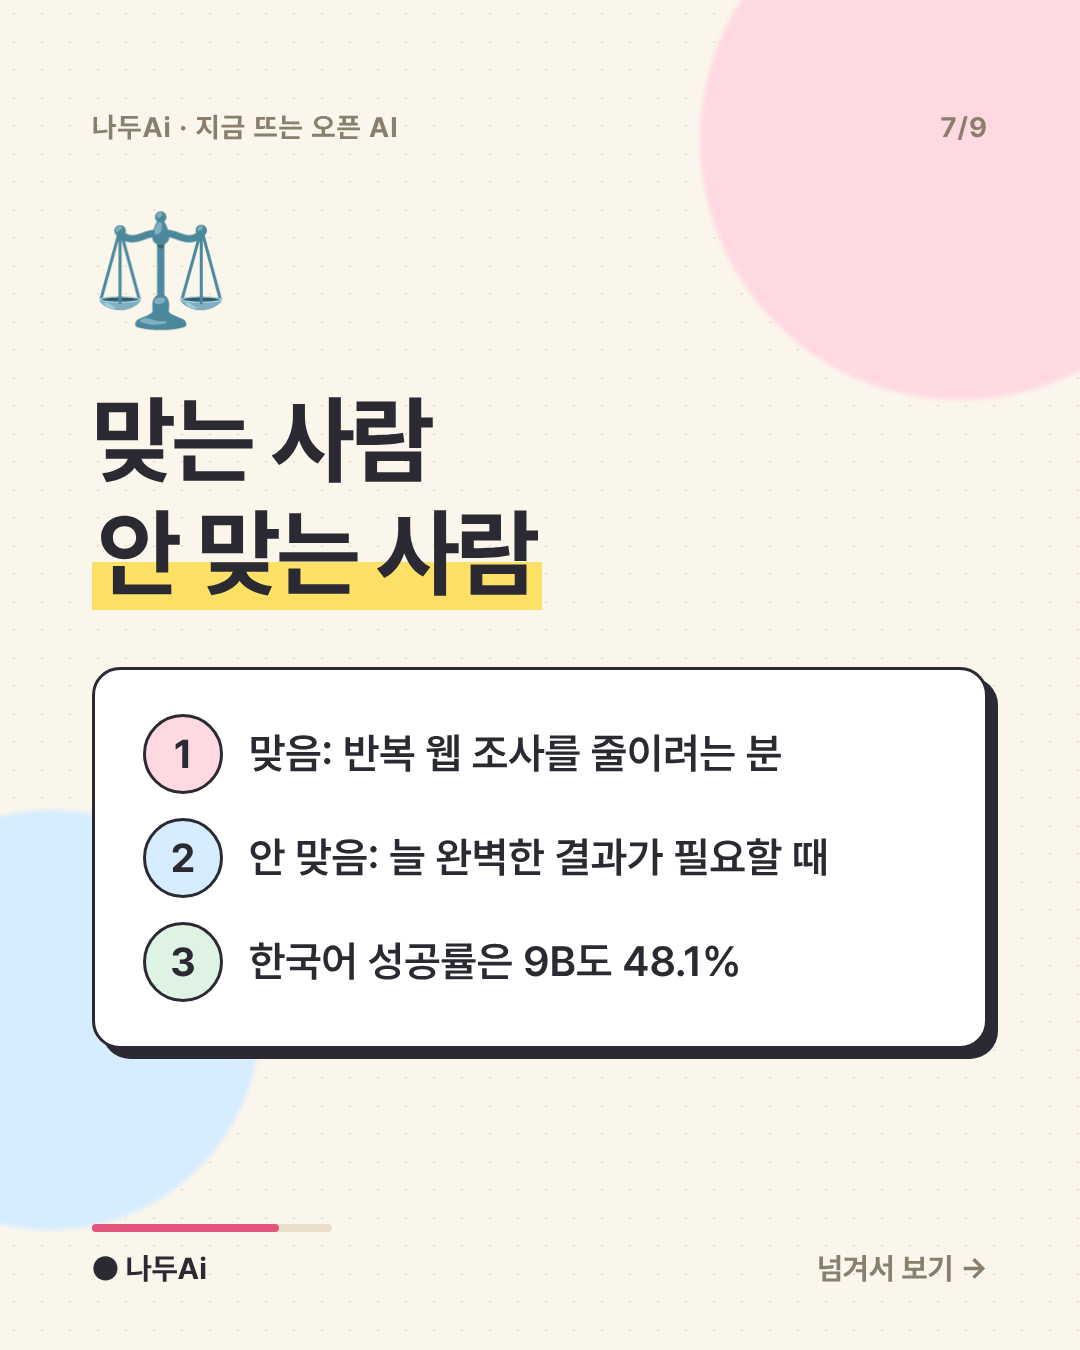 나두Ai · 지금 뜨는 오픈 AI
7/9
맞는 사람
안 맞는 사람
1 맞음: 반복 웹 조사를 줄이려는 분
2 안 맞음: 늘 완벽한 결과가 필요할 때
3 한국어 성공률은 9B도 48.1%
나두Ai
넘겨서 보기 →